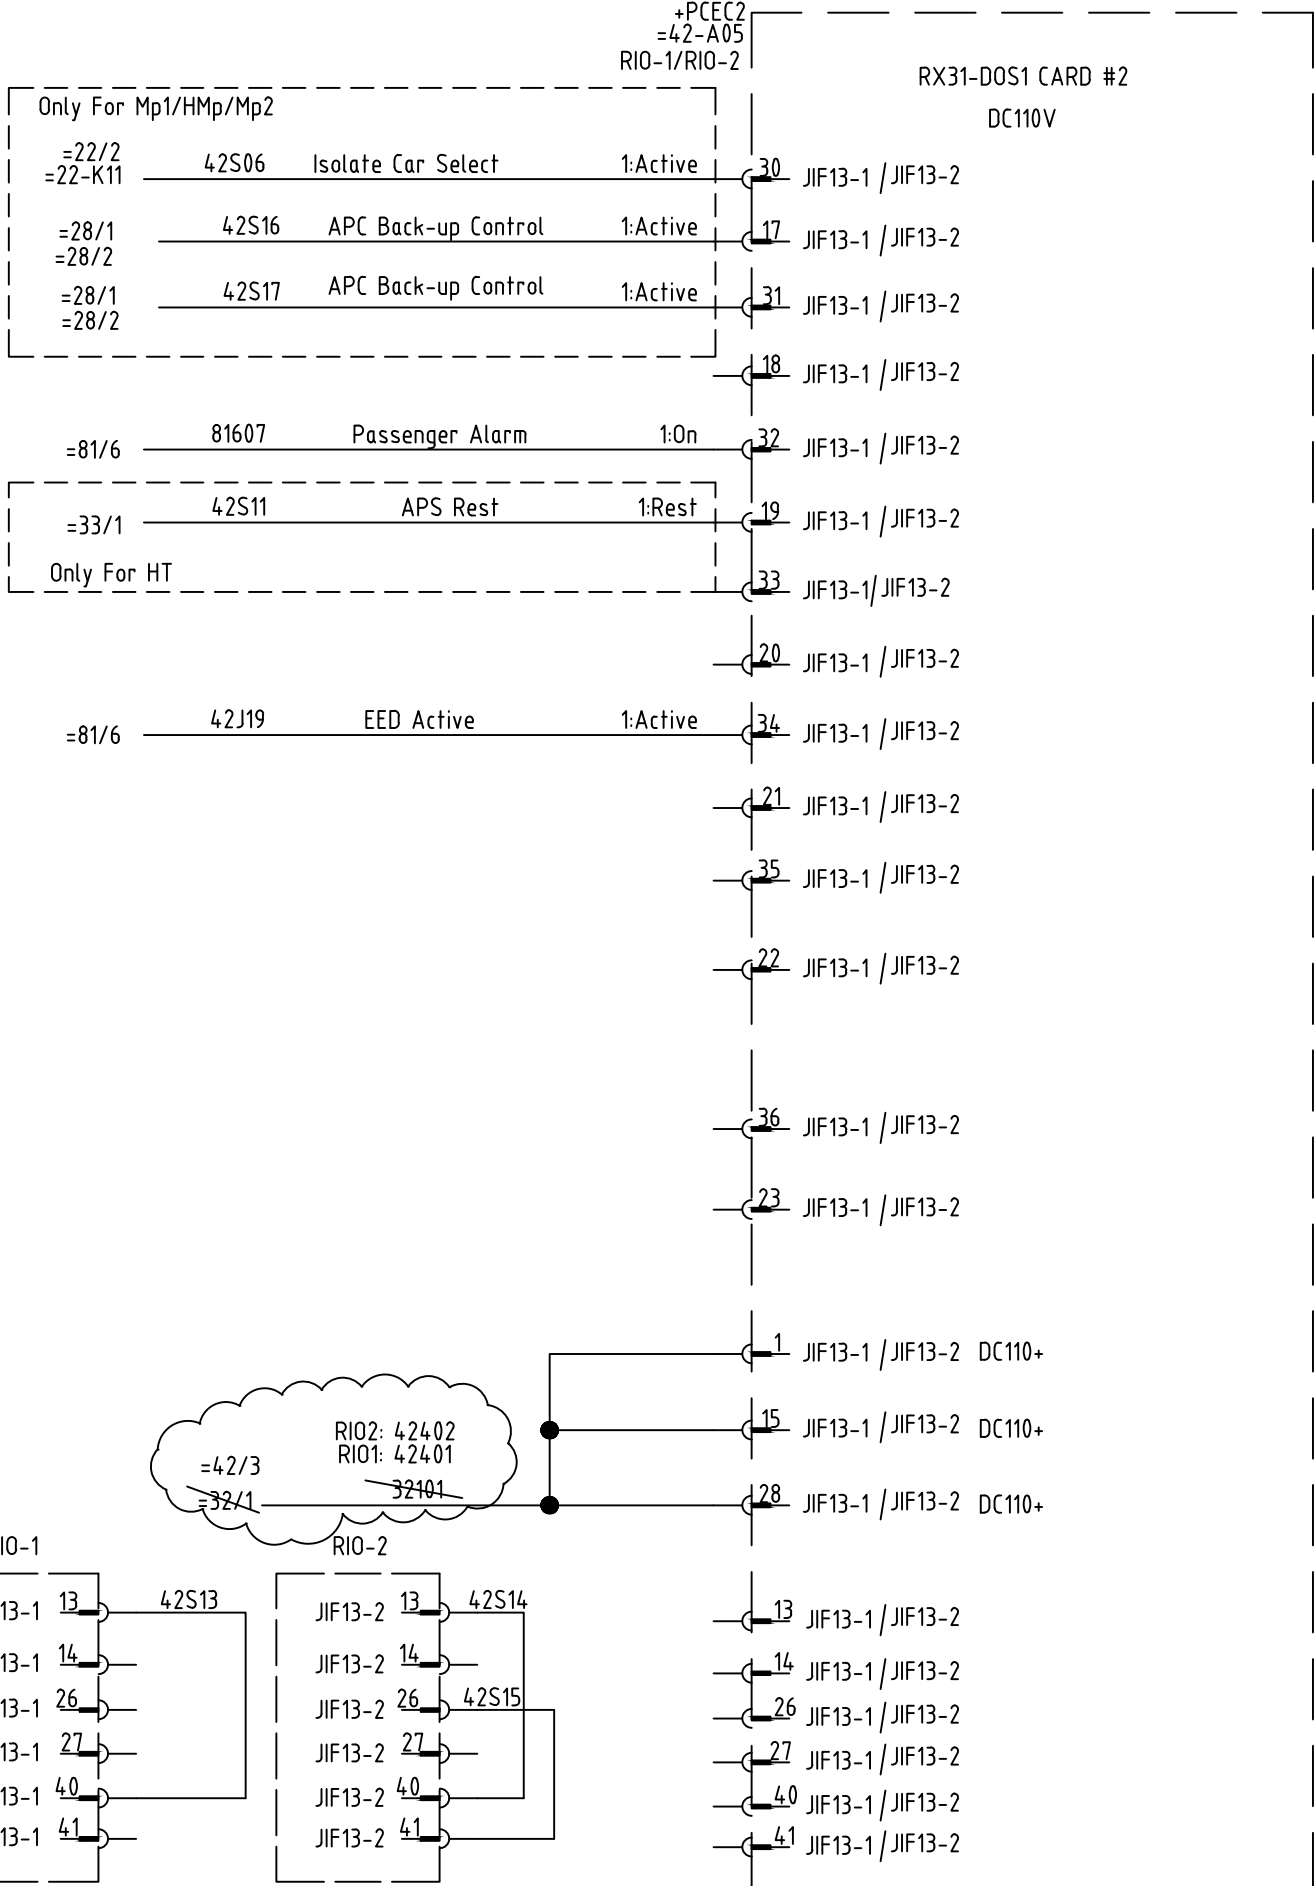 +PCEC2
=42-A05
RIO-1/RIO-2
RX31-DOS1 CARD #2
DC110V
Only For Mp1/HMp/Mp2
=22/2
=22-K11
42S06 Isolate Car Select 1:Active 30 JIF13-1 / JIF13-2
=28/1
=28/2
42S16 APC Back-up Control 1:Active 17 JIF13-1 / JIF13-2
=28/1
=28/2
42S17 APC Back-up Control 1:Active 31 JIF13-1 / JIF13-2
18 JIF13-1 / JIF13-2
=81/6 81607 Passenger Alarm 1:On 32 JIF13-1 / JIF13-2
=33/1 42S11 APS Rest 1:Rest 19 JIF13-1 / JIF13-2
Only For HT
33 JIF13-1/ JIF13-2
20 JIF13-1 / JIF13-2
=81/6 42J19 EED Active 1:Active 34 JIF13-1 / JIF13-2
21 JIF13-1 / JIF13-2
35 JIF13-1 / JIF13-2
22 JIF13-1 / JIF13-2
36 JIF13-1 / JIF13-2
23 JIF13-1 / JIF13-2
1 JIF13-1 / JIF13-2 DC110+
15 JIF13-1 / JIF13-2 DC110+
RIO2: 42402
RIO1: 42401
=42/3
32101
=32/1
28 JIF13-1 / JIF13-2 DC110+
IO-1
13-1 13 42S13
13-1 14
13-1 26
13-1 27
13-1 40
13-1 41
RIO-2
JIF13-2 13 42S14
JIF13-2 14
JIF13-2 26 42S15
JIF13-2 27
JIF13-2 40
JIF13-2 41
13 JIF13-1 / JIF13-2
14 JIF13-1 / JIF13-2
26 JIF13-1 / JIF13-2
27 JIF13-1 / JIF13-2
40 JIF13-1 / JIF13-2
41 JIF13-1 / JIF13-2